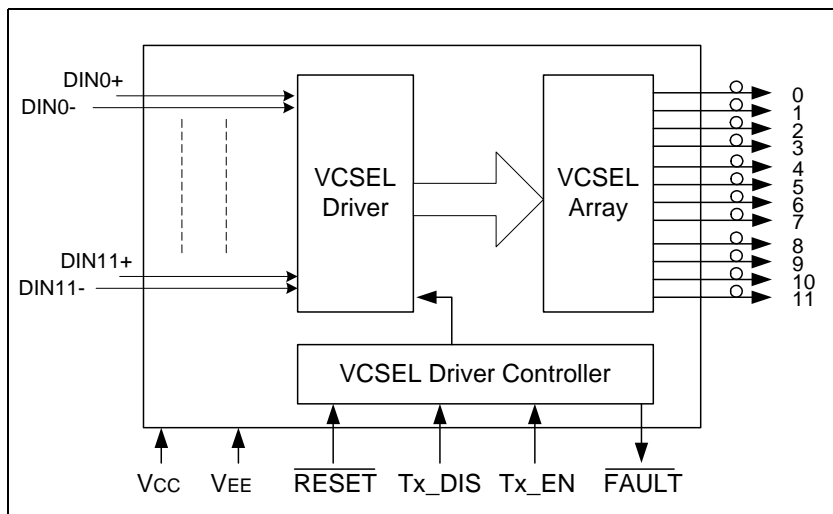 DIN0+
DIN0-
DIN11+
DIN11-
VCSEL
Driver
VCSEL
Array
0
1
2
3
4
5
6
7
8
9
10
11
VCSEL Driver Controller
VCC
VEE
RESET
Tx_DIS
Tx_EN
FAULT